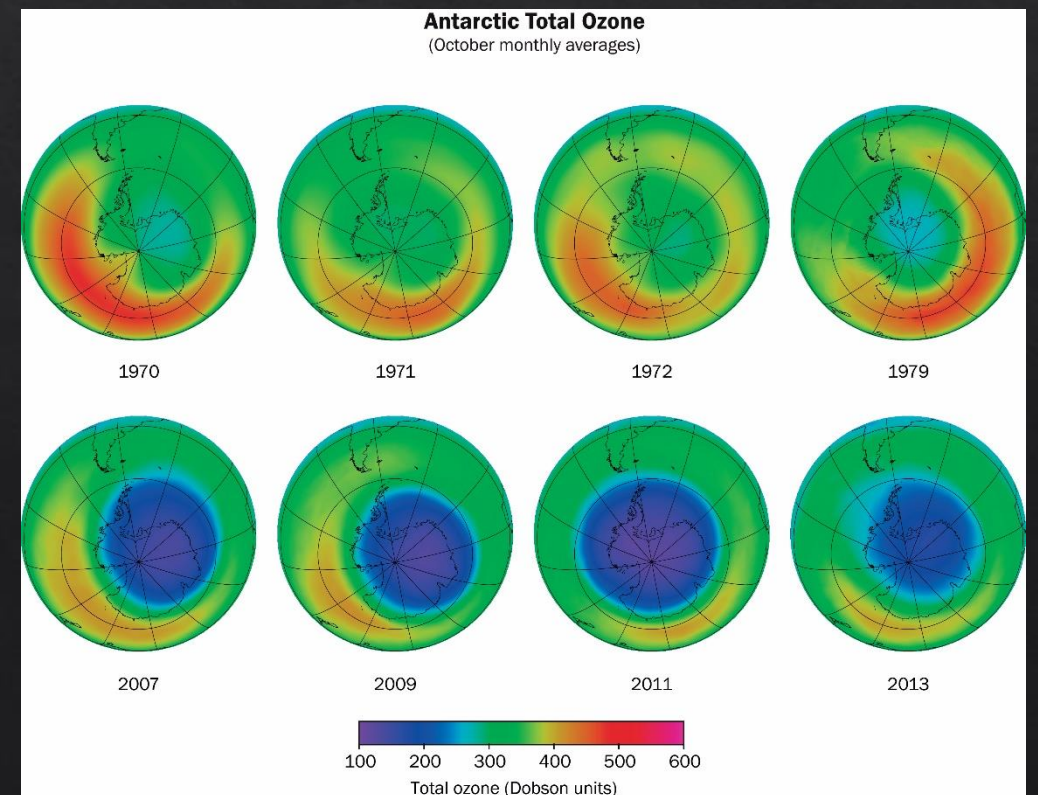 Antarctic Total Ozone
(October monthly averages)
1970 1971 1972 1979
2007 2009 2011 2013
100 200 300 400 500 600
Total ozone (Dobson units)